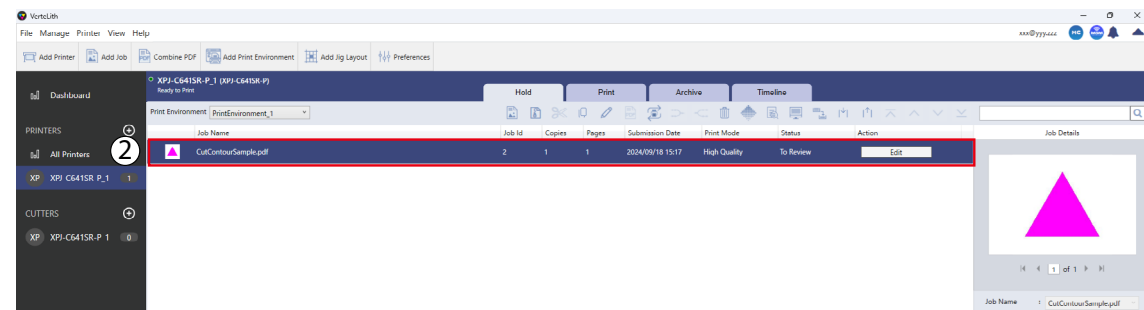 VerteLith
File Manage Printer View Help
xxx@yyy.zzz HC
Add Printer Add Job Combine PDF Add Print Environment Add Jig Layout Preferences
Dashboard
XPJ-C641SR-P_1 (XPJ-C641SR-P)
Ready to Print
Hold Print Archive Timeline
Print Environment PrintEnvironment_1
PRINTERS
Job Name Job Id Copies Pages Submission Date Print Mode Status Action Job Details
2
All Printers
CutContourSample.pdf 2 1 1 2024/09/18 15:17 High Quality To Review Edit
XP XPJ C641SR P_1 1
CUTTERS
XP XPJ-C641SR-P 1 0
1 of 1
Job Name : CutContourSample.pdf